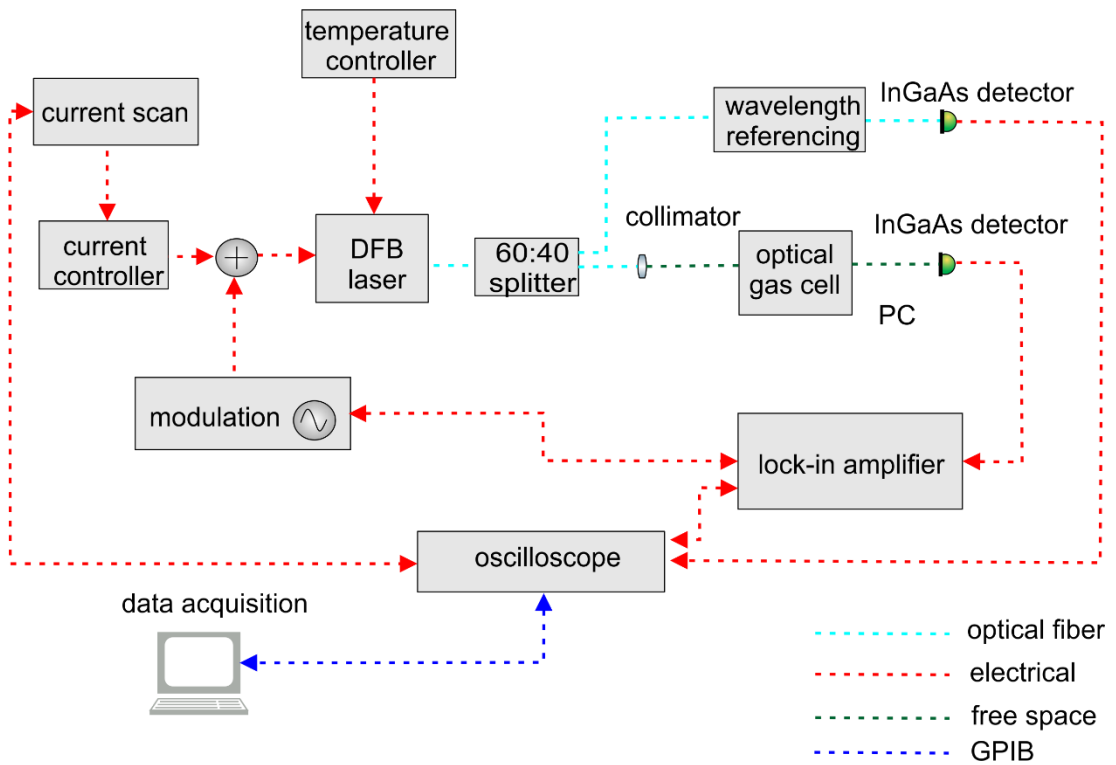 temperature
controller
current scan
wavelength
referencing
InGaAs detector
current
controller
DFB
laser
60:40
splitter
collimator
optical
gas cell
InGaAs detector
PC
modulation
lock-in amplifier
oscilloscope
data acquisition
optical fiber
electrical
free space
GPIB